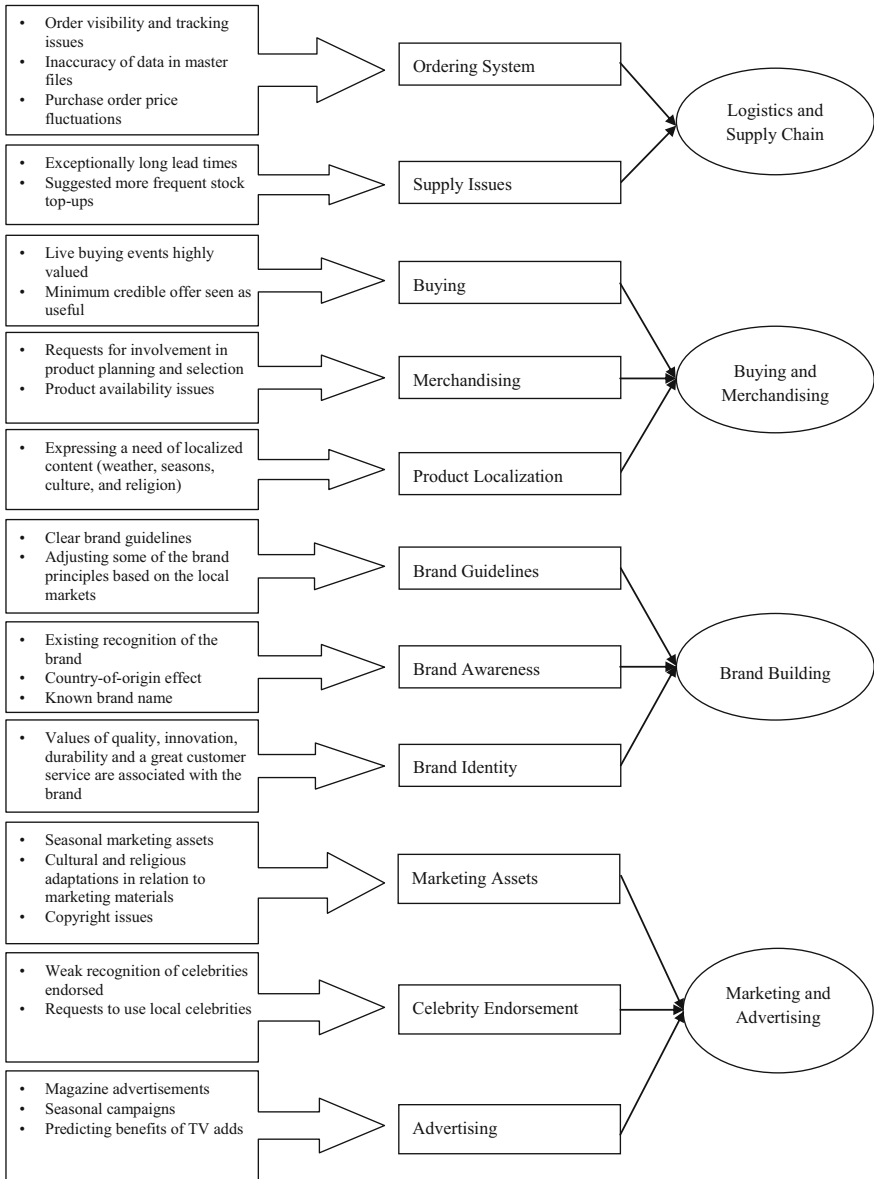 • Order visibility and tracking
issues
• Inaccuracy of data in master
files
• Purchase order price
fluctuations
Ordering System
• Exceptionally long lead times
• Suggested more frequent stock
top-ups
Supply Issues
Logistics and
Supply Chain
• Live buying events highly
valued
• Minimum credible offer seen as
useful
Buying
• Requests for involvement in
product planning and selection
• Product availability issues
Merchandising
• Expressing a need of localized
content (weather, seasons,
culture, and religion)
Product Localization
Buying and
Merchandising
• Clear brand guidelines
• Adjusting some of the brand
principles based on the local
markets
Brand Guidelines
• Existing recognition of the
brand
• Country-of-origin effect
• Known brand name
Brand Awareness
• Values of quality, innovation,
durability and a great customer
service are associated with the
brand
Brand Identity
Brand Building
• Seasonal marketing assets
• Cultural and religious
adaptations in relation to
marketing materials
• Copyright issues
Marketing Assets
• Weak recognition of celebrities
endorsed
• Requests to use local celebrities
Celebrity Endorsement
• Magazine advertisements
• Seasonal campaigns
• Predicting benefits of TV adds
Advertising
Marketing and
Advertising